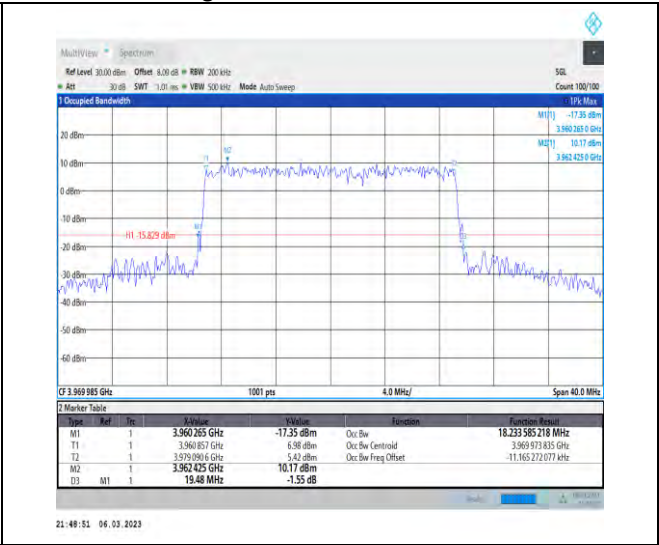 MultiView Spectrum
Ref Level 30.00 dBm Offset 8.09 dB RBW 200 kHz SGL
Att 30 dB SWT 1.01 ms VBW 500 kHz Mode Auto Sweep Count 100/100
1 Occupied Bandwidth 1Pk Max
M1[1] -17.35 dBm
3.960 265 0 GHz
M2[1] 10.17 dBm
3.962 425 0 GHz
20 dBm
10 dBm
0 dBm
-10 dBm
H1 -15.829 dBm
-20 dBm
-30 dBm
-40 dBm
-50 dBm
-60 dBm
M2
T1
M1
CF 3.969 985 GHz 1001 pts 4.0 MHz/ Span 40.0 MHz
2 Marker Table
Type Ref Trc X-Value Y-Value Function Function Result
M1 1 3.960 265 GHz -17.35 dBm Occ Bw 18.233 585 218 MHz
T1 1 3.960 857 GHz 6.98 dBm Occ Bw Centroid 3.969 973 835 GHz
T2 1 3.979 090 6 GHz 5.42 dBm Occ Bw Freq Offset -11.165 272 077 kHz
M2 1 3.962 425 GHz 10.17 dBm
D3 M1 1 19.48 MHz -1.55 dB
21:48:51 06.03.2023